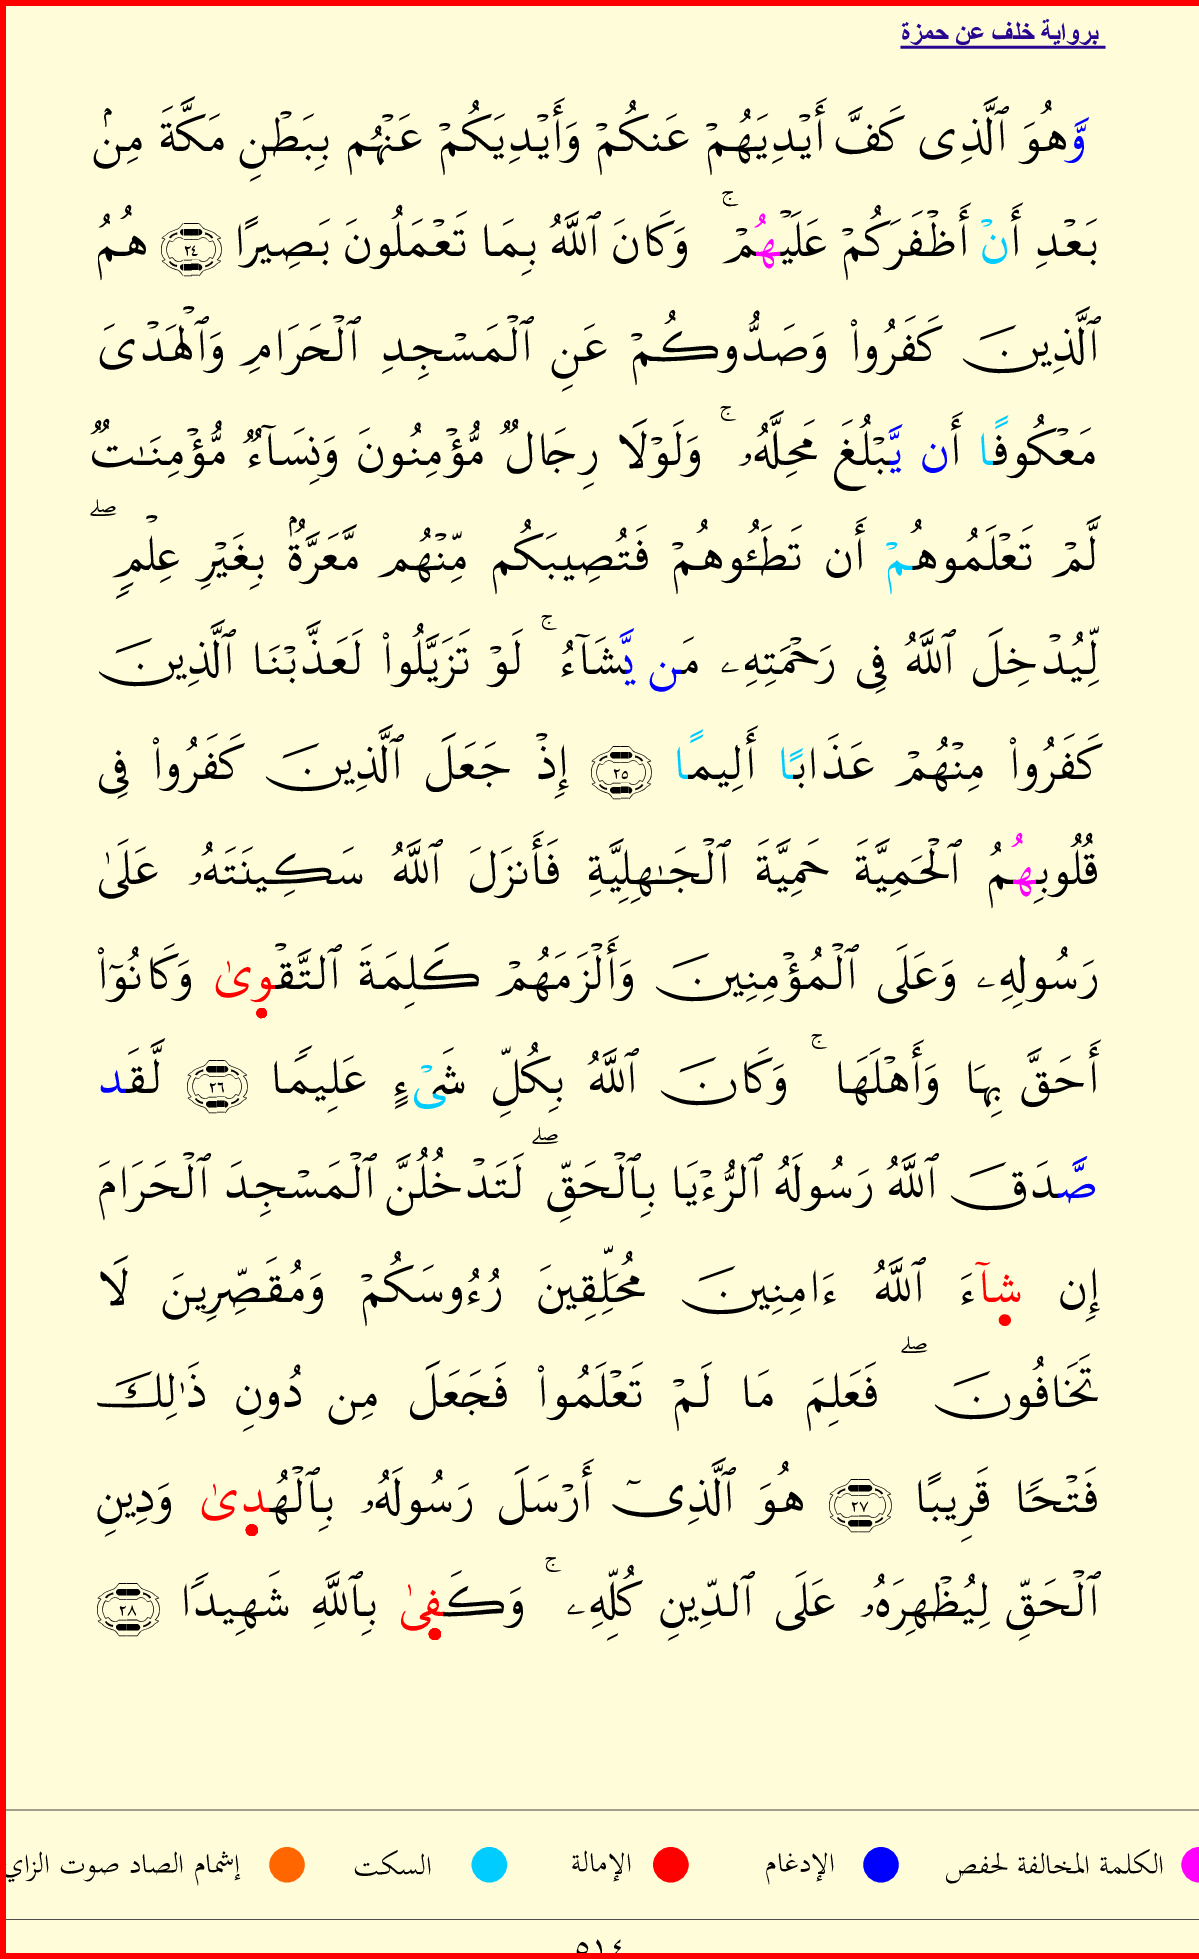 برواية خلف عن حمزة
وَّهُوَ ٱلَّذِى كَفَّ أَيْدِيَهُمْ عَنكُمْ وَأَيْدِيَكُمْ عَنْهُم بِبَطْنِ مَكَّةَ مِنۢ
بَعْدِ أَنْ أَظْفَرَكُمْ عَلَيْهُمْ ۚ وَكَانَ ٱللَّهُ بِمَا تَعْمَلُونَ بَصِيرًا ٢٤ هُمُ
ٱلَّذِينَ كَفَرُوا۟ وَصَدُّوكُمْ عَنِ ٱلْمَسْجِدِ ٱلْحَرَامِ وَٱلْهَدْىَ
مَعْكُوفًا أَن يَّبْلُغَ مَحِلَّهُۥ ۚ وَلَوْلَا رِجَالٌ مُّؤْمِنُونَ وَنِسَآءٌ مُّؤْمِنَـٰتٌ
لَّمْ تَعْلَمُوهُمْ أَن تَطَـُٔوهُمْ فَتُصِيبَكُم مِّنْهُم مَّعَرَّةٌۢ بِغَيْرِ عِلْمٍ ۖ
لِّيُدْخِلَ ٱللَّهُ فِى رَحْمَتِهِۦ مَن يَّشَآءُ ۚ لَوْ تَزَيَّلُوا۟ لَعَذَّبْنَا ٱلَّذِينَ
كَفَرُوا۟ مِنْهُمْ عَذَابًا أَلِيمًا ٢٥ إِذْ جَعَلَ ٱلَّذِينَ كَفَرُوا۟ فِى
قُلُوبِهُمُ ٱلْحَمِيَّةَ حَمِيَّةَ ٱلْجَـٰهِلِيَّةِ فَأَنزَلَ ٱللَّهُ سَكِينَتَهُۥ عَلَىٰ
رَسُولِهِۦ وَعَلَى ٱلْمُؤْمِنِينَ وَأَلْزَمَهُمْ كَلِمَةَ ٱلتَّقْوىٰ وَكَانُوٓا۟
أَحَقَّ بِهَا وَأَهْلَهَا ۚ وَكَانَ ٱللَّهُ بِكُلِّ شَىْءٍ عَلِيمًا ٢٦ لَّقَد
صَّدَقَ ٱللَّهُ رَسُولَهُ ٱلرُّءْيَا بِٱلْحَقِّ ۖ لَتَدْخُلُنَّ ٱلْمَسْجِدَ ٱلْحَرَامَ
إِن شآءَ ٱللَّهُ ءَامِنِينَ مُحَلِّقِينَ رُءُوسَكُمْ وَمُقَصِّرِينَ لَا
تَخَافُونَ ۖ فَعَلِمَ مَا لَمْ تَعْلَمُوا۟ فَجَعَلَ مِن دُونِ ذَٰلِكَ
فَتْحًا قَرِيبًا ٢٧ هُوَ ٱلَّذِىٓ أَرْسَلَ رَسُولَهُۥ بِٱلْهُدىٰ وَدِينِ
ٱلْحَقِّ لِيُظْهِرَهُۥ عَلَى ٱلدِّينِ كُلِّهِۦ ۚ وَكَفىٰ بِٱللَّهِ شَهِيدًا ٢٨
الكلمة المخالفة لحفص الإدغام الإمالة السكت إشمام الصاد صوت الزاي
٥١٤